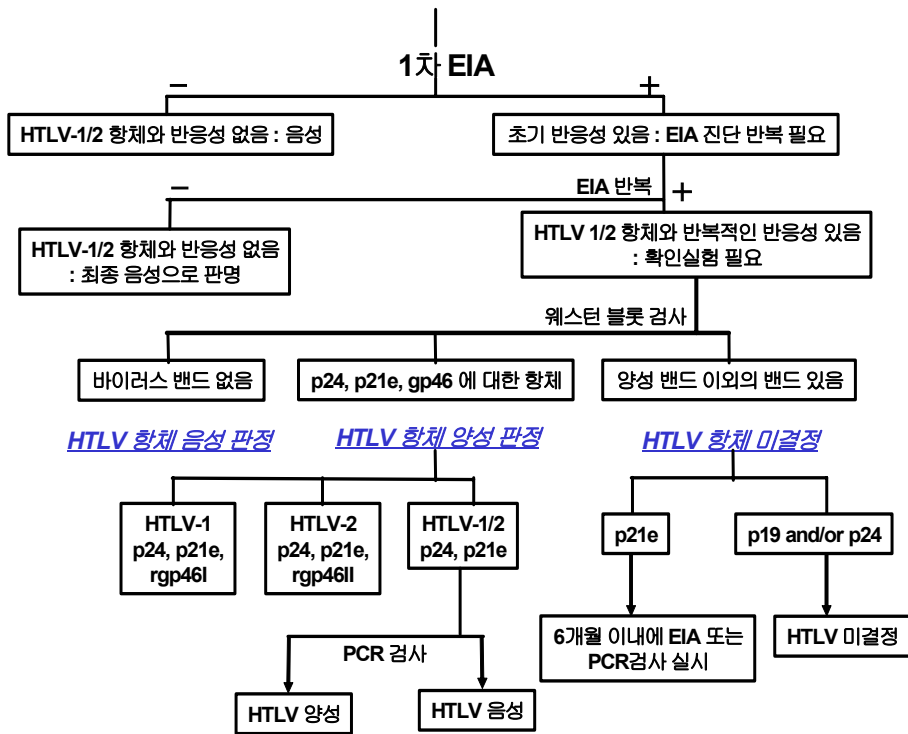 1차 EIA
−
+
HTLV-1/2 항체와 반응성 없음 : 음성
초기 반응성 있음 : EIA 진단 반복 필요
−
EIA 반복
+
HTLV-1/2 항체와 반응성 없음
: 최종 음성으로 판명
HTLV 1/2 항체와 반복적인 반응성 있음
: 확인실험 필요
웨스턴 블롯 검사
바이러스 밴드 없음
p24, p21e, gp46 에 대한 항체
양성 밴드 이외의 밴드 있음
HTLV 항체 음성 판정
HTLV 항체 양성 판정
HTLV 항체 미결정
HTLV-1
p24, p21e,
rgp46I
HTLV-2
p24, p21e,
rgp46II
HTLV-1/2
p24, p21e
p21e
p19 and/or p24
PCR 검사
6개월 이내에 EIA 또는
PCR검사 실시
HTLV 미결정
HTLV 양성
HTLV 음성